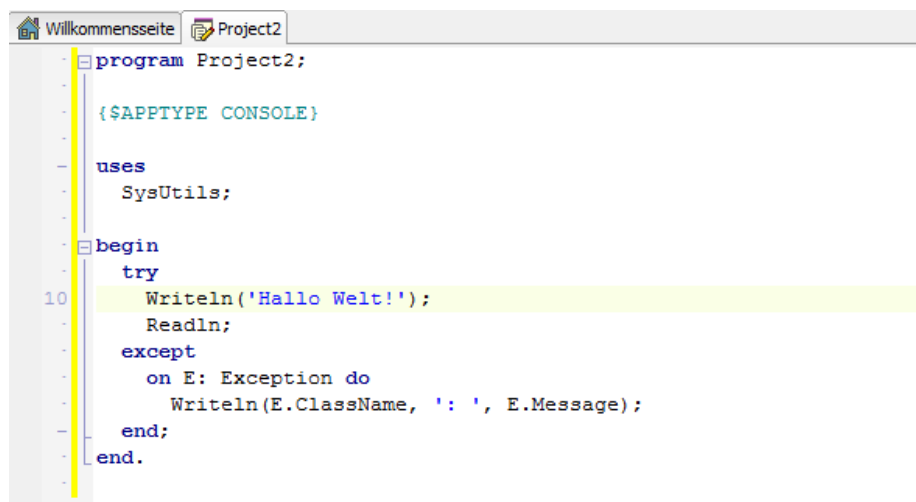 Willkommensseite Project2
program Project2;
{$APPTYPE CONSOLE}
uses
SysUtils;
begin
try
10 Writeln('Hallo Welt!');
Readln;
except
on E: Exception do
Writeln(E.ClassName, ': ', E.Message);
end;
end.